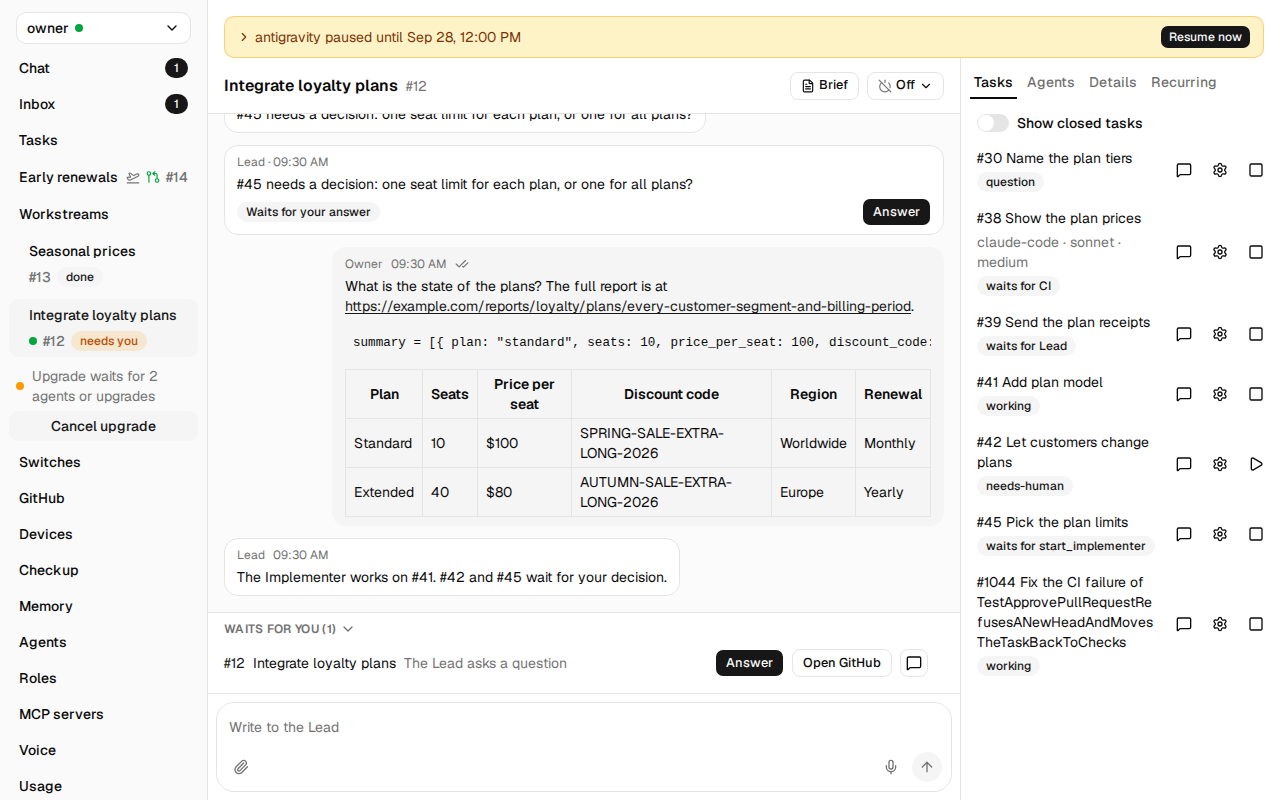 owner
Chat 1
Inbox 1
Tasks
Early renewals #14
Workstreams
Seasonal prices
#13 done
Integrate loyalty plans
#12 needs you
Upgrade waits for 2
agents or upgrades
Cancel upgrade
Switches
GitHub
Devices
Checkup
Memory
Agents
Roles
MCP servers
Voice
Usage
antigravity paused until Sep 28, 12:00 PM
Resume now
Integrate loyalty plans #12
Brief
Off
#45 needs a decision: one seat limit for each plan, or one for all plans?
Lead · 09:30 AM
#45 needs a decision: one seat limit for each plan, or one for all plans?
Waits for your answer
Answer
Owner 09:30 AM
What is the state of the plans? The full report is at
https://example.com/reports/loyalty/plans/every-customer-segment-and-billing-period.
summary = [{ plan: "standard", seats: 10, price_per_seat: 100, discount_code:
Plan Seats Price per seat Discount code Region Renewal
Standard 10 $100 SPRING-SALE-EXTRA-LONG-2026 Worldwide Monthly
Extended 40 $80 AUTUMN-SALE-EXTRA-LONG-2026 Europe Yearly
Lead 09:30 AM
The Implementer works on #41. #42 and #45 wait for your decision.
WAITS FOR YOU (1)
#12 Integrate loyalty plans The Lead asks a question
Answer
Open GitHub
Write to the Lead
Tasks Agents Details Recurring
Show closed tasks
#30 Name the plan tiers
question
#38 Show the plan prices
claude-code · sonnet ·
medium
waits for CI
#39 Send the plan receipts
waits for Lead
#41 Add plan model
working
#42 Let customers change
plans
needs-human
#45 Pick the plan limits
waits for start_implementer
#1044 Fix the CI failure of
TestApprovePullRequestRe
fusesANewHeadAndMoves
TheTaskBackToChecks
working